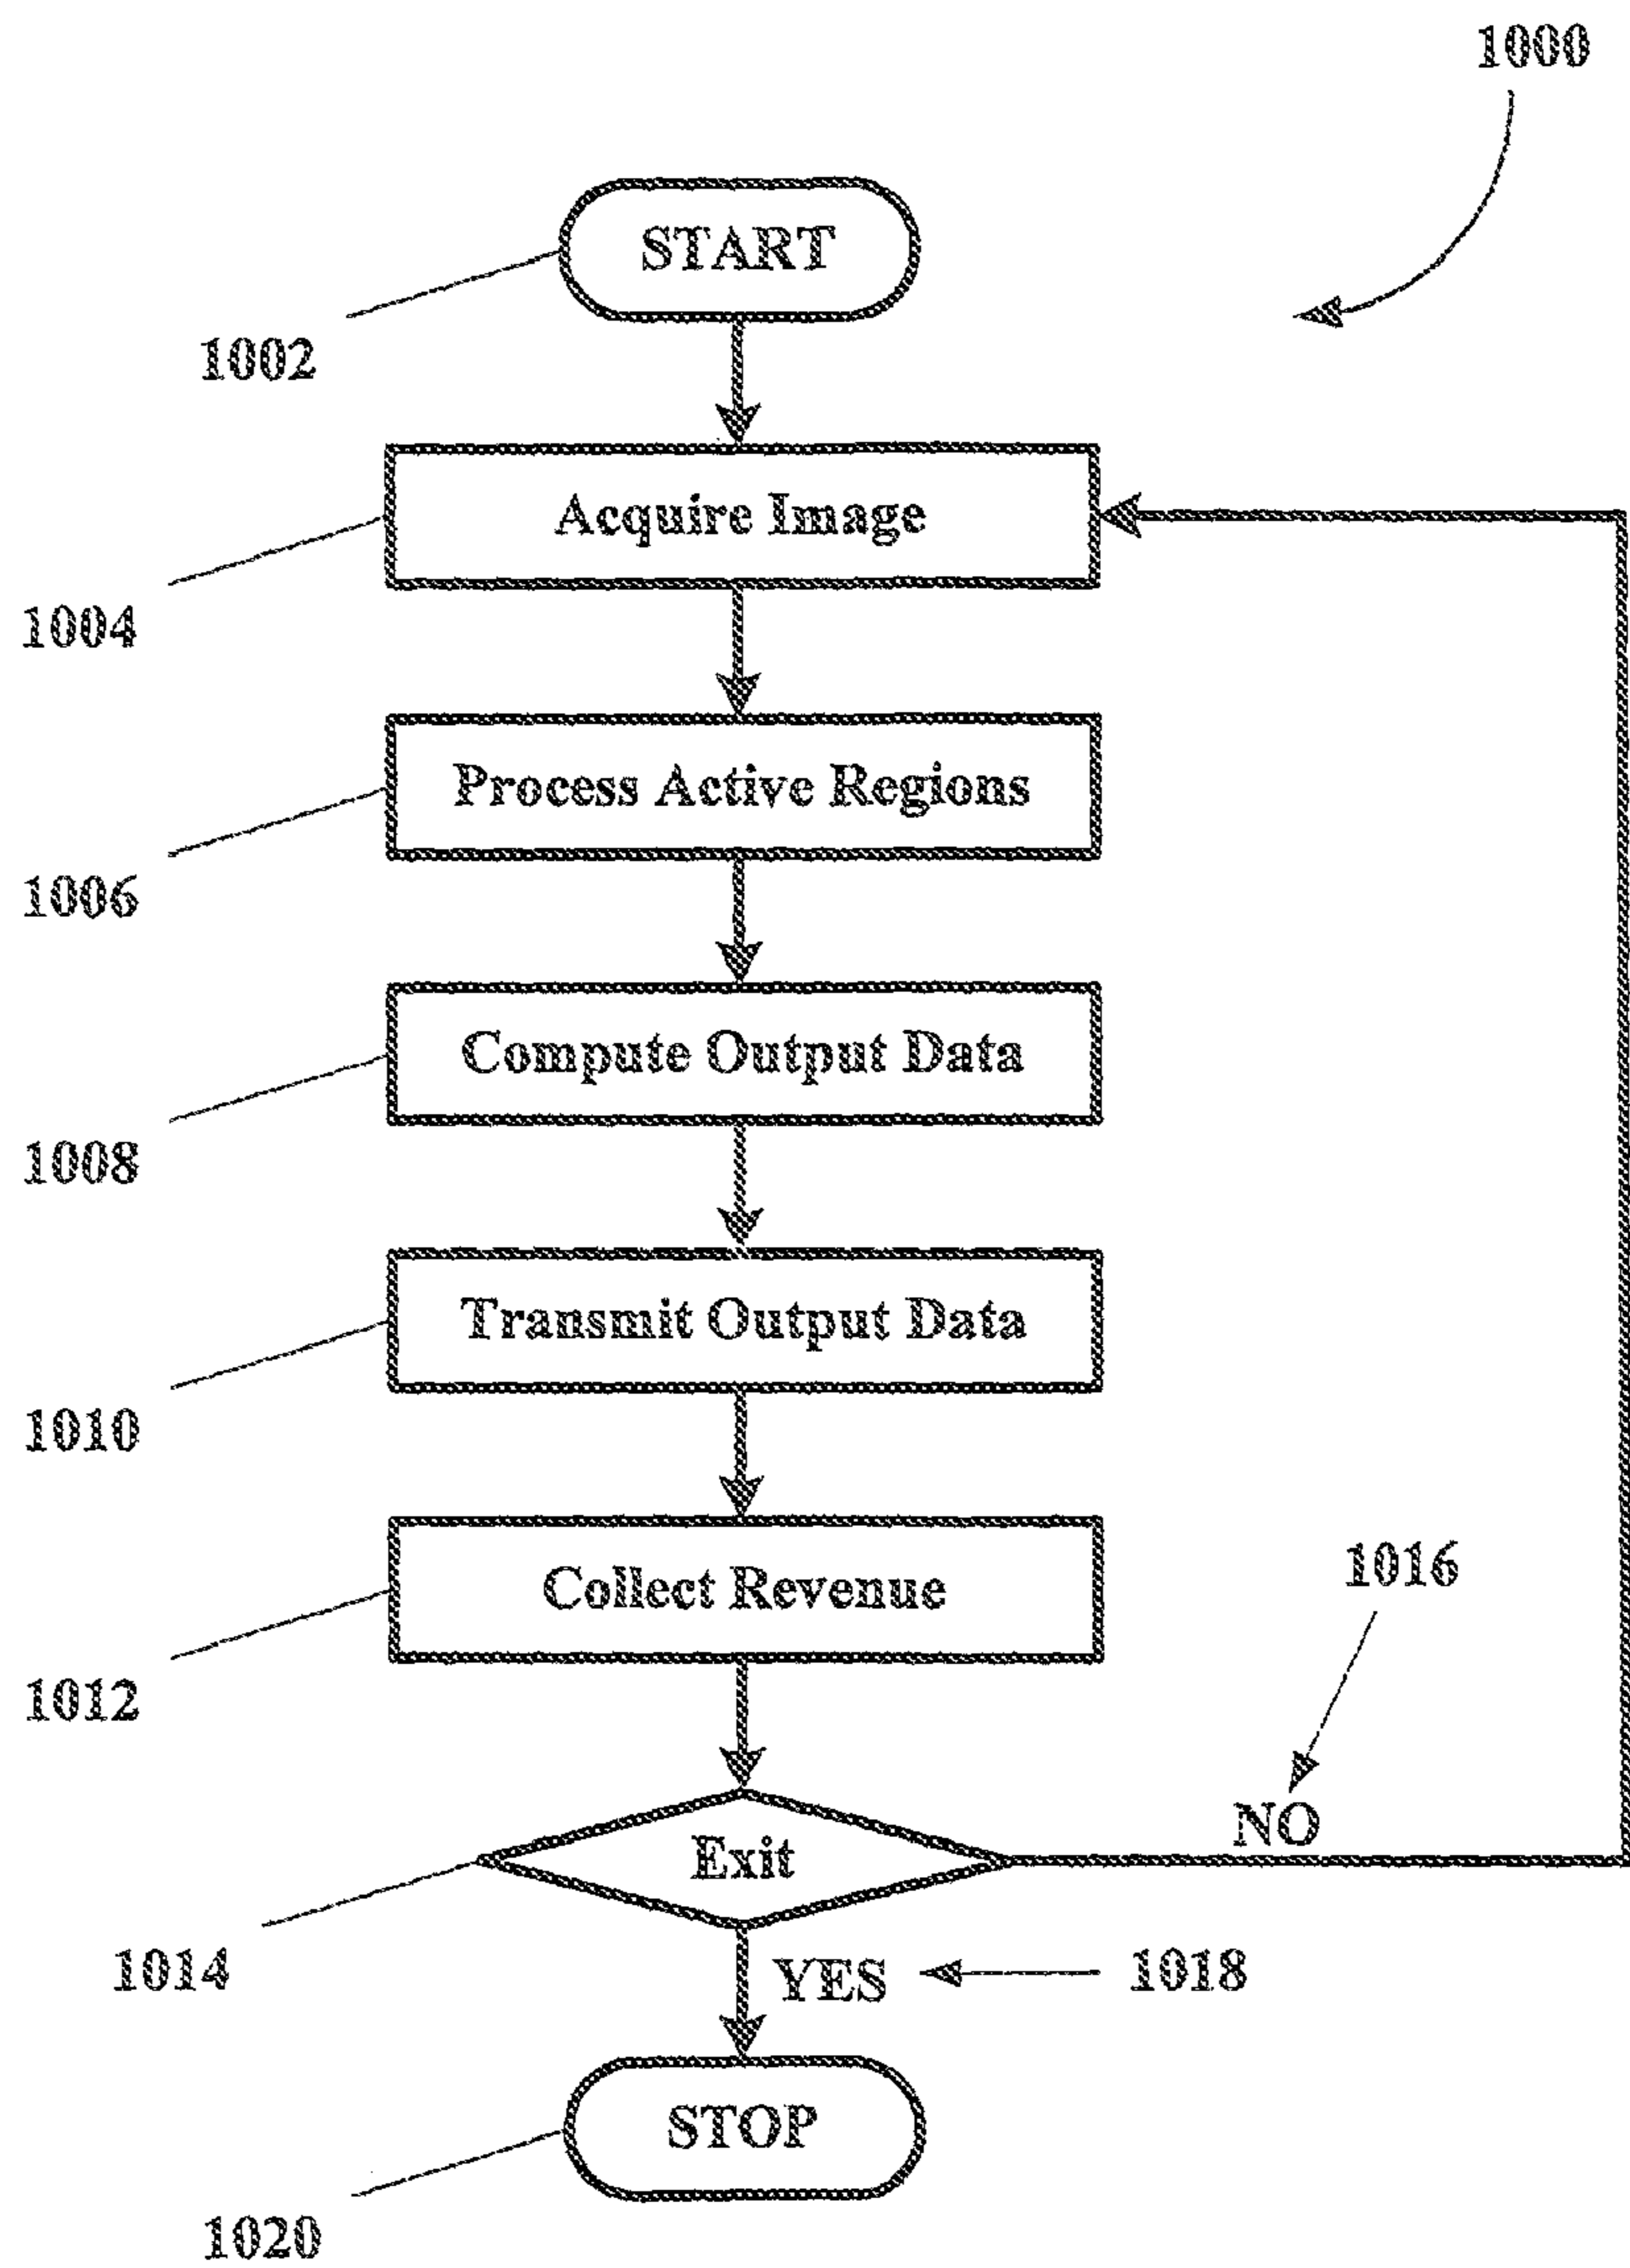 1000
START
1002
Acquire Image
1004
Process Active Regions
1006
Compute Output Data
1008
Transmit Output Data
1010
Collect Revenue
1012
1016
NO
Exit
1014
YES
1018
STOP
1020